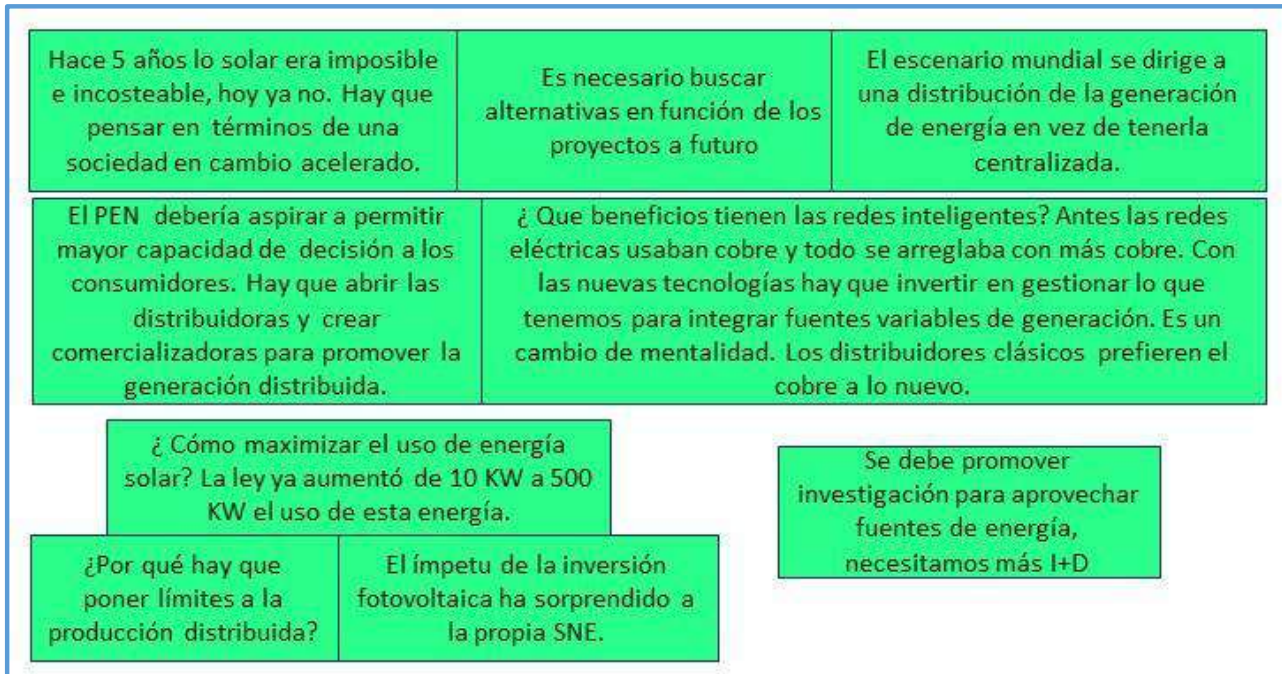 Hace 5 años lo solar era imposible
e incosteable, hoy ya no. Hay que
pensar en términos de una
sociedad en cambio acelerado.
Es necesario buscar
alternativas en función de los
proyectos a futuro
El escenario mundial se dirige a
una distribución de la generación
de energía en vez de tenerla
centralizada.
El PEN debería aspirar a permitir
mayor capacidad de decisión a los
consumidores. Hay que abrir las
distribuidoras y crear
comercializadoras para promover la
generación distribuida.
¿ Que beneficios tienen las redes inteligentes? Antes las redes
eléctricas usaban cobre y todo se arreglaba con más cobre. Con
las nuevas tecnologías hay que invertir en gestionar lo que
tenemos para integrar fuentes variables de generación. Es un
cambio de mentalidad. Los distribuidores clásicos prefieren el
cobre a lo nuevo.
¿ Cómo maximizar el uso de energía
solar? La ley ya aumentó de 10 KW a 500
KW el uso de esta energía.
Se debe promover
investigación para aprovechar
fuentes de energía,
necesitamos más I+D
¿Por qué hay que
poner límites a la
producción distribuida?
El ímpetu de la inversión
fotovoltaica ha sorprendido a
la propia SNE.